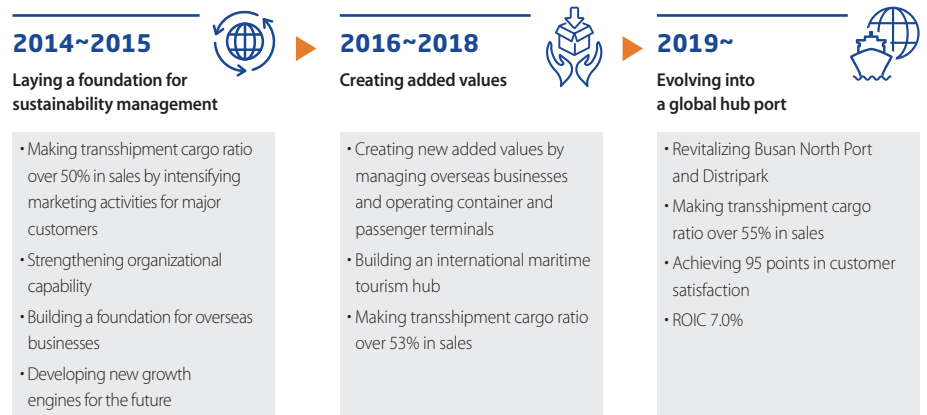 2014~2015
Laying a foundation for
sustainability management
• Making transshipment cargo ratio
over 50% in sales by intensifying
marketing activities for major
customers
• Strengthening organizational
capability
• Building a foundation for overseas
businesses
• Developing new growth
engines for the future
2016~2018
Creating added values
• Creating new added values by
managing overseas businesses
and operating container and
passenger terminals
• Building an international maritime
tourism hub
• Making transshipment cargo ratio
over 53% in sales
2019~
Evolving into
a global hub port
• Revitalizing Busan North Port
and Distripark
• Making transshipment cargo
ratio over 55% in sales
• Achieving 95 points in customer
satisfaction
• ROIC 7.0%